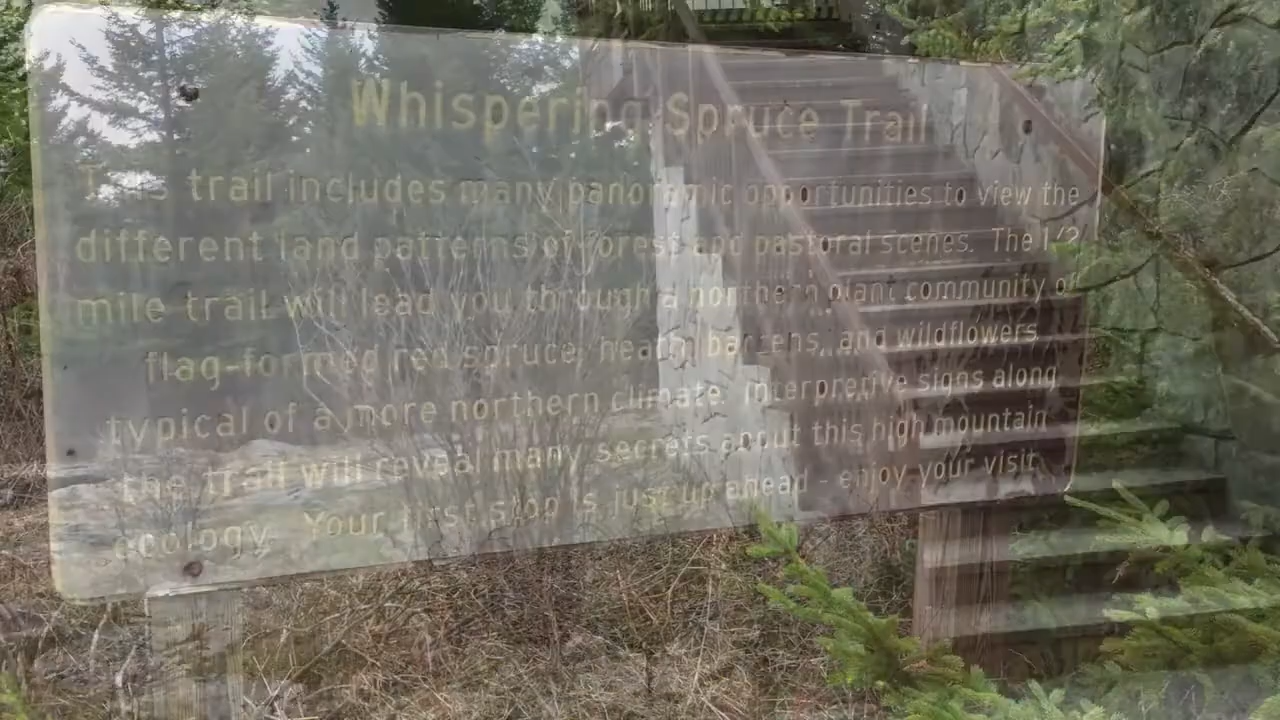 Whispering Spruce Trail
This trail includes many panoramic opportunities to view the
different land patterns of forest and pastoral scenes. The 1/2
mile trail will lead you through a northern plant community of
flag-formed red spruce, heath barrens, and wildflowers
typical of a more northern climate. Interpretive signs along
the trail will reveal many secrets about this high mountain
ecology. Your first stop is just up ahead - enjoy your visit.